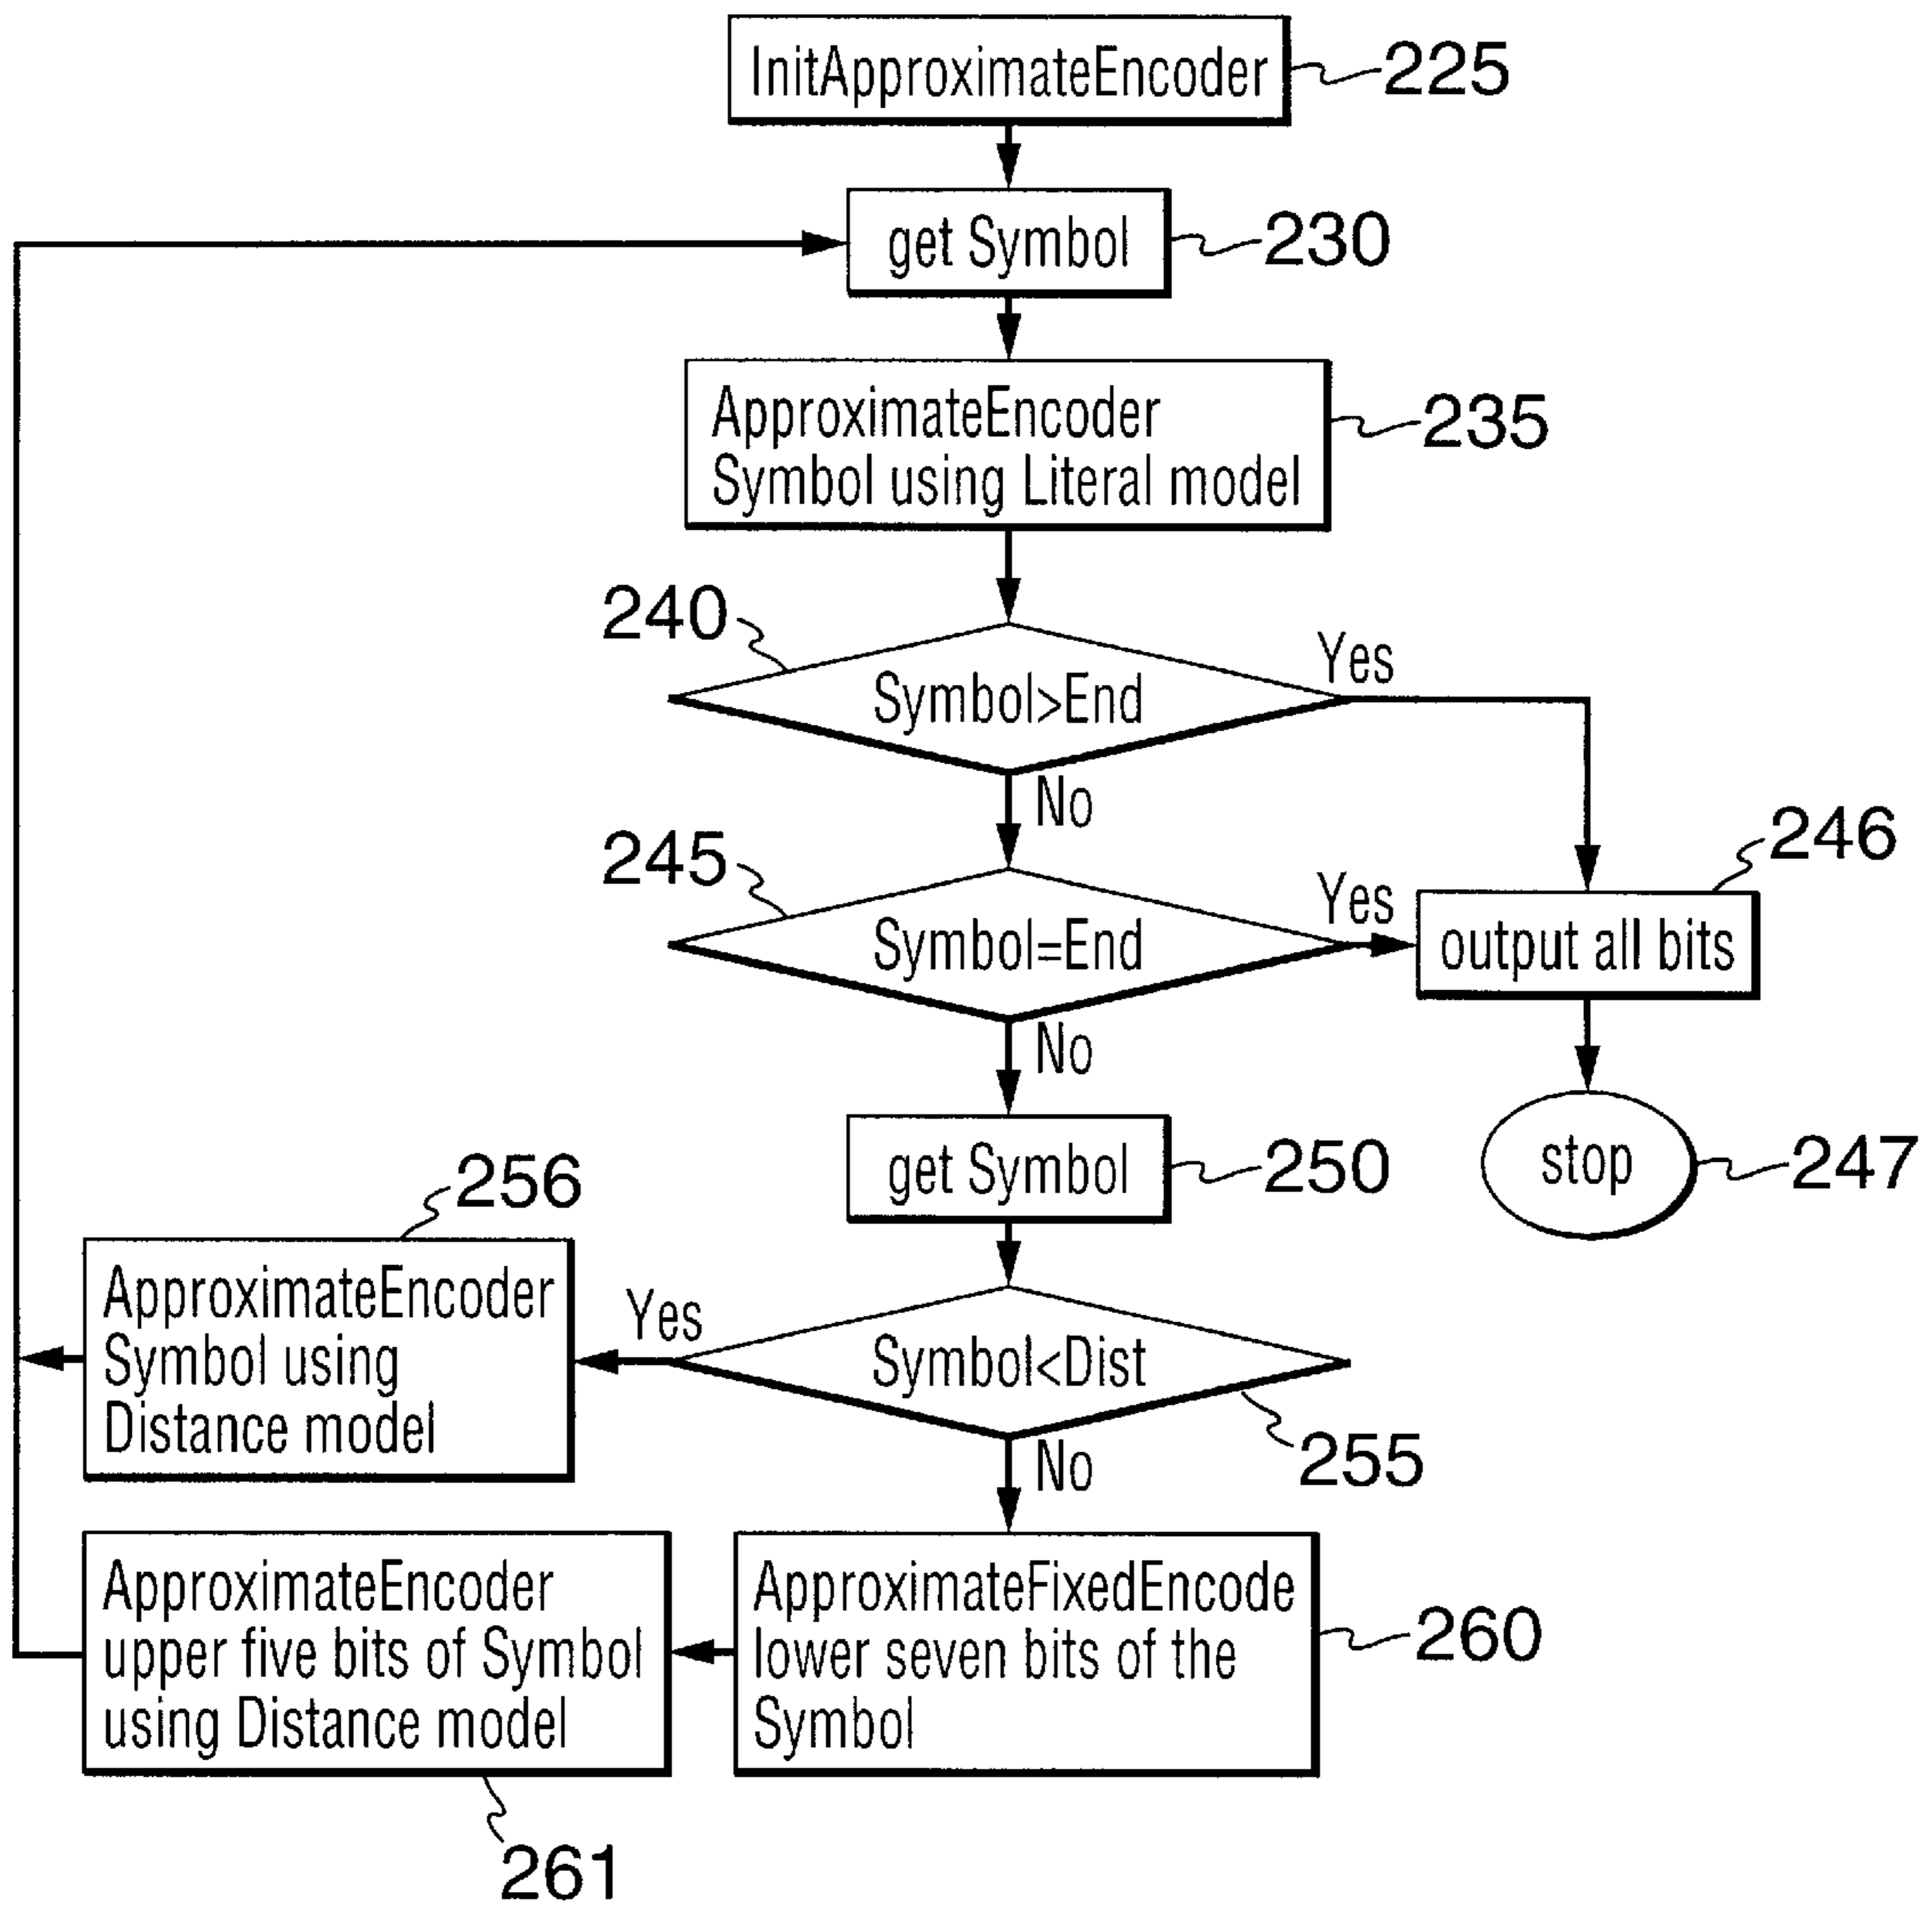 InitApproximateEncoder
225
get Symbol
230
ApproximateEncoder
Symbol using Literal model
235
240
Symbol>End
Yes
No
245
Symbol=End
Yes
246
output all bits
No
get Symbol
250
stop
247
256
ApproximateEncoder
Symbol using
Distance model
Yes
Symbol<Dist
255
No
ApproximateEncoder
upper five bits of Symbol
using Distance model
261
ApproximateFixedEncode
lower seven bits of the
Symbol
260